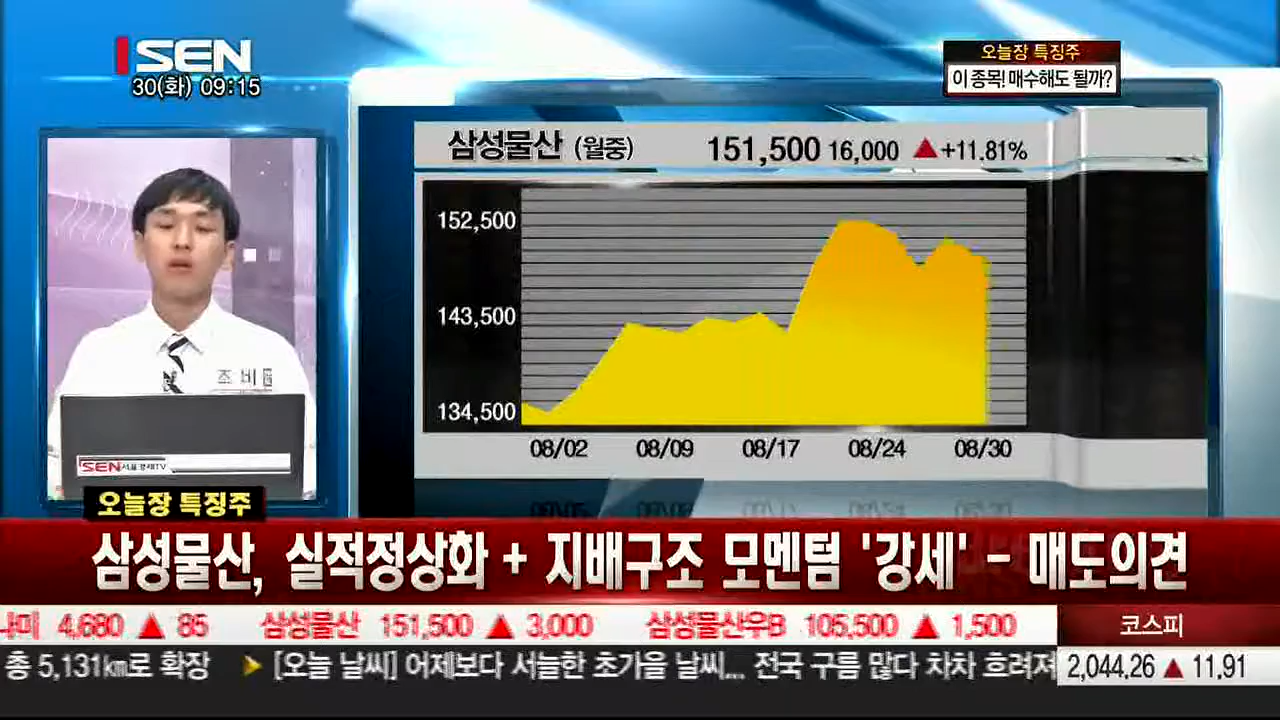 SEN
30(화) 09:15
오늘장 특징주
이 종목! 매수해도 될까?
삼성물산 (월중) 151,500 16,000 ▲+11.81%
152,500
143,500
134,500
08/02 08/09 08/17 08/24 08/30
조 비
SEN 서울경제TV
오늘장 특징주
삼성물산, 실적정상화 + 지배구조 모멘텀 '강세' - 매도의견
4,680 ▲ 85 삼성물산 151,500 ▲ 3,000 삼성물산우B 105,500 ▲ 1,500
코스피
총 5,131km로 확장 ▶ [오늘 날씨] 어제보다 서늘한 초가을 날씨... 전국 구름 많다 차차 흐려져
2,044.26 ▲ 11.91